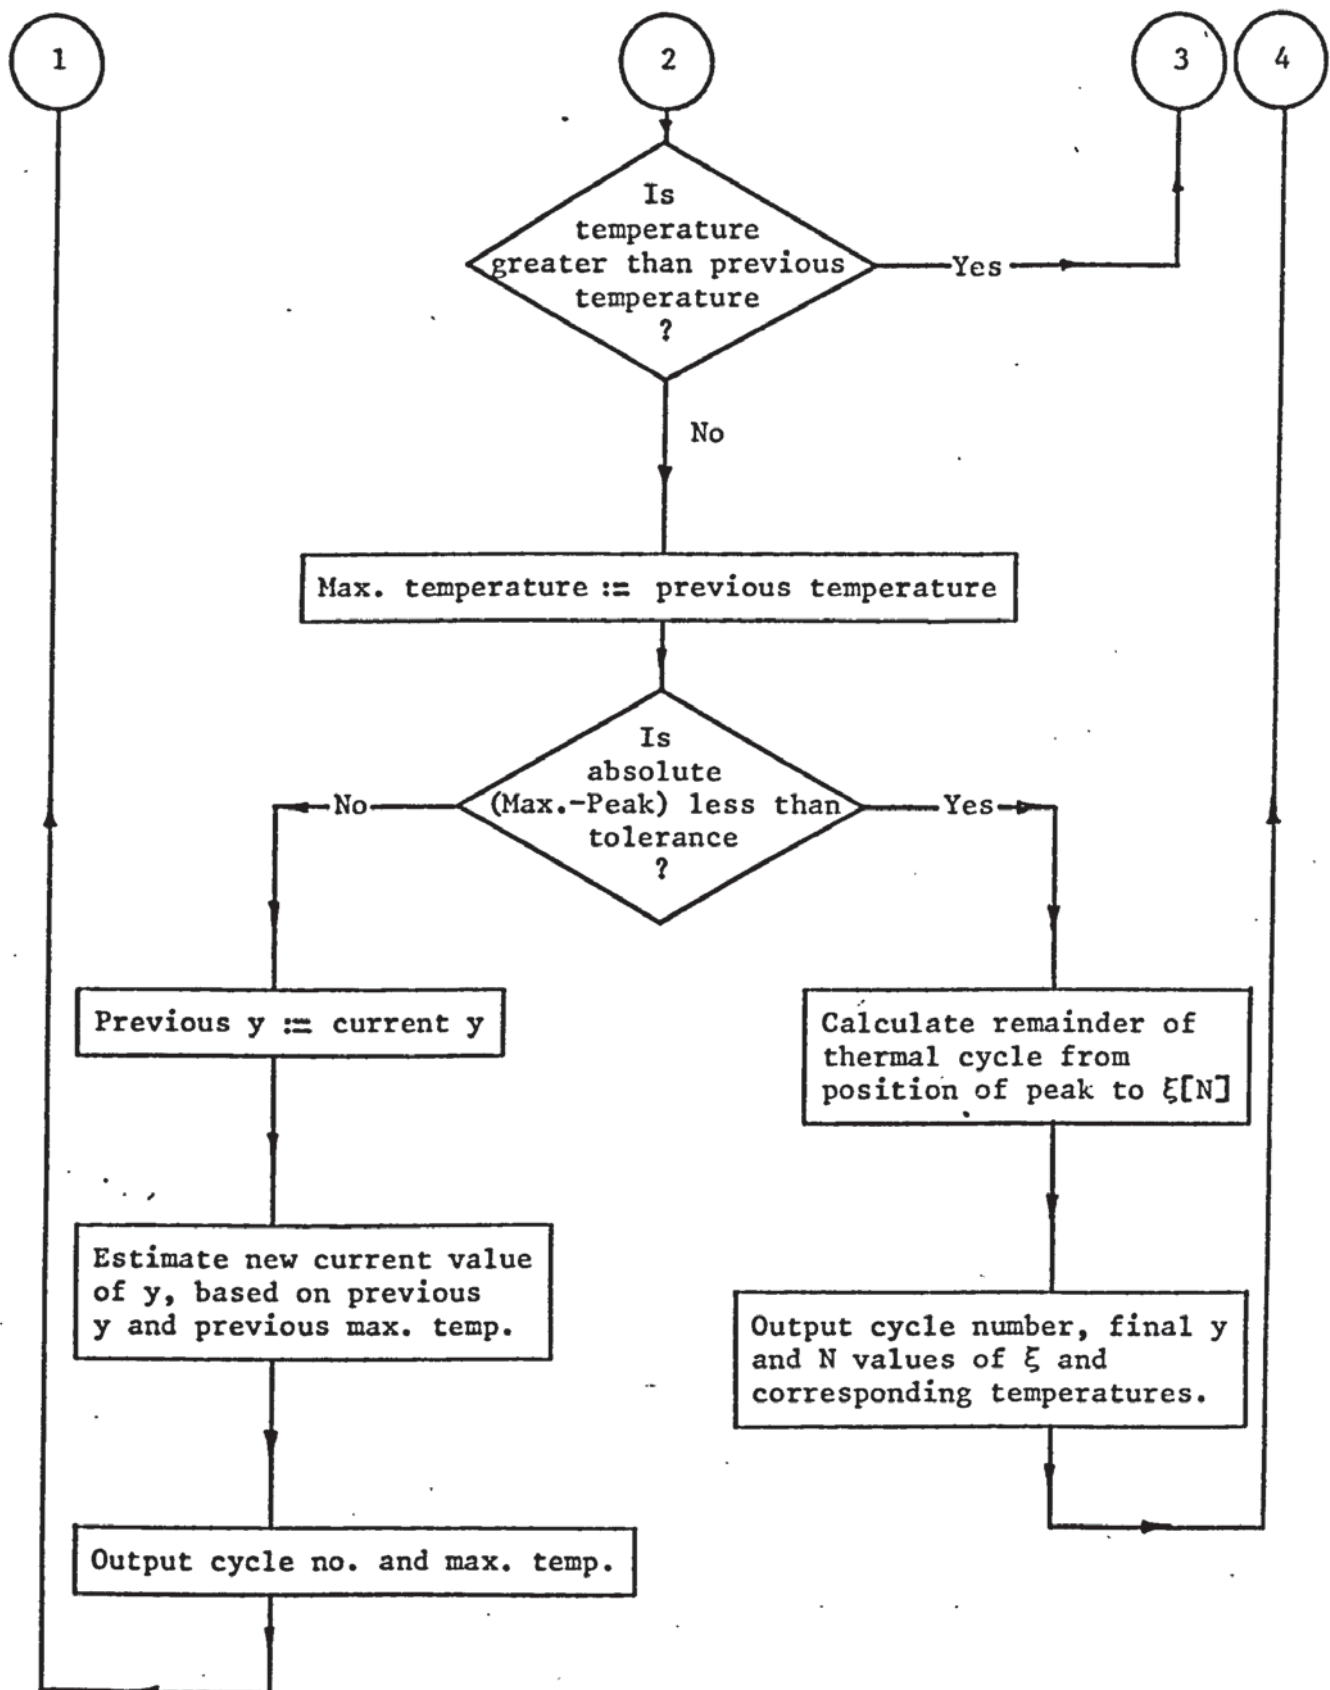 1
2
3
4
Is
temperature
greater than previous
temperature
?
Yes
No
Max. temperature := previous temperature
Is
absolute
(Max.-Peak) less than
tolerance
?
No
Yes
Previous y := current y
Calculate remainder of
thermal cycle from
position of peak to ξ[N]
Estimate new current value
of y, based on previous
y and previous max. temp.
Output cycle number, final y
and N values of ξ and
corresponding temperatures.
Output cycle no. and max. temp.